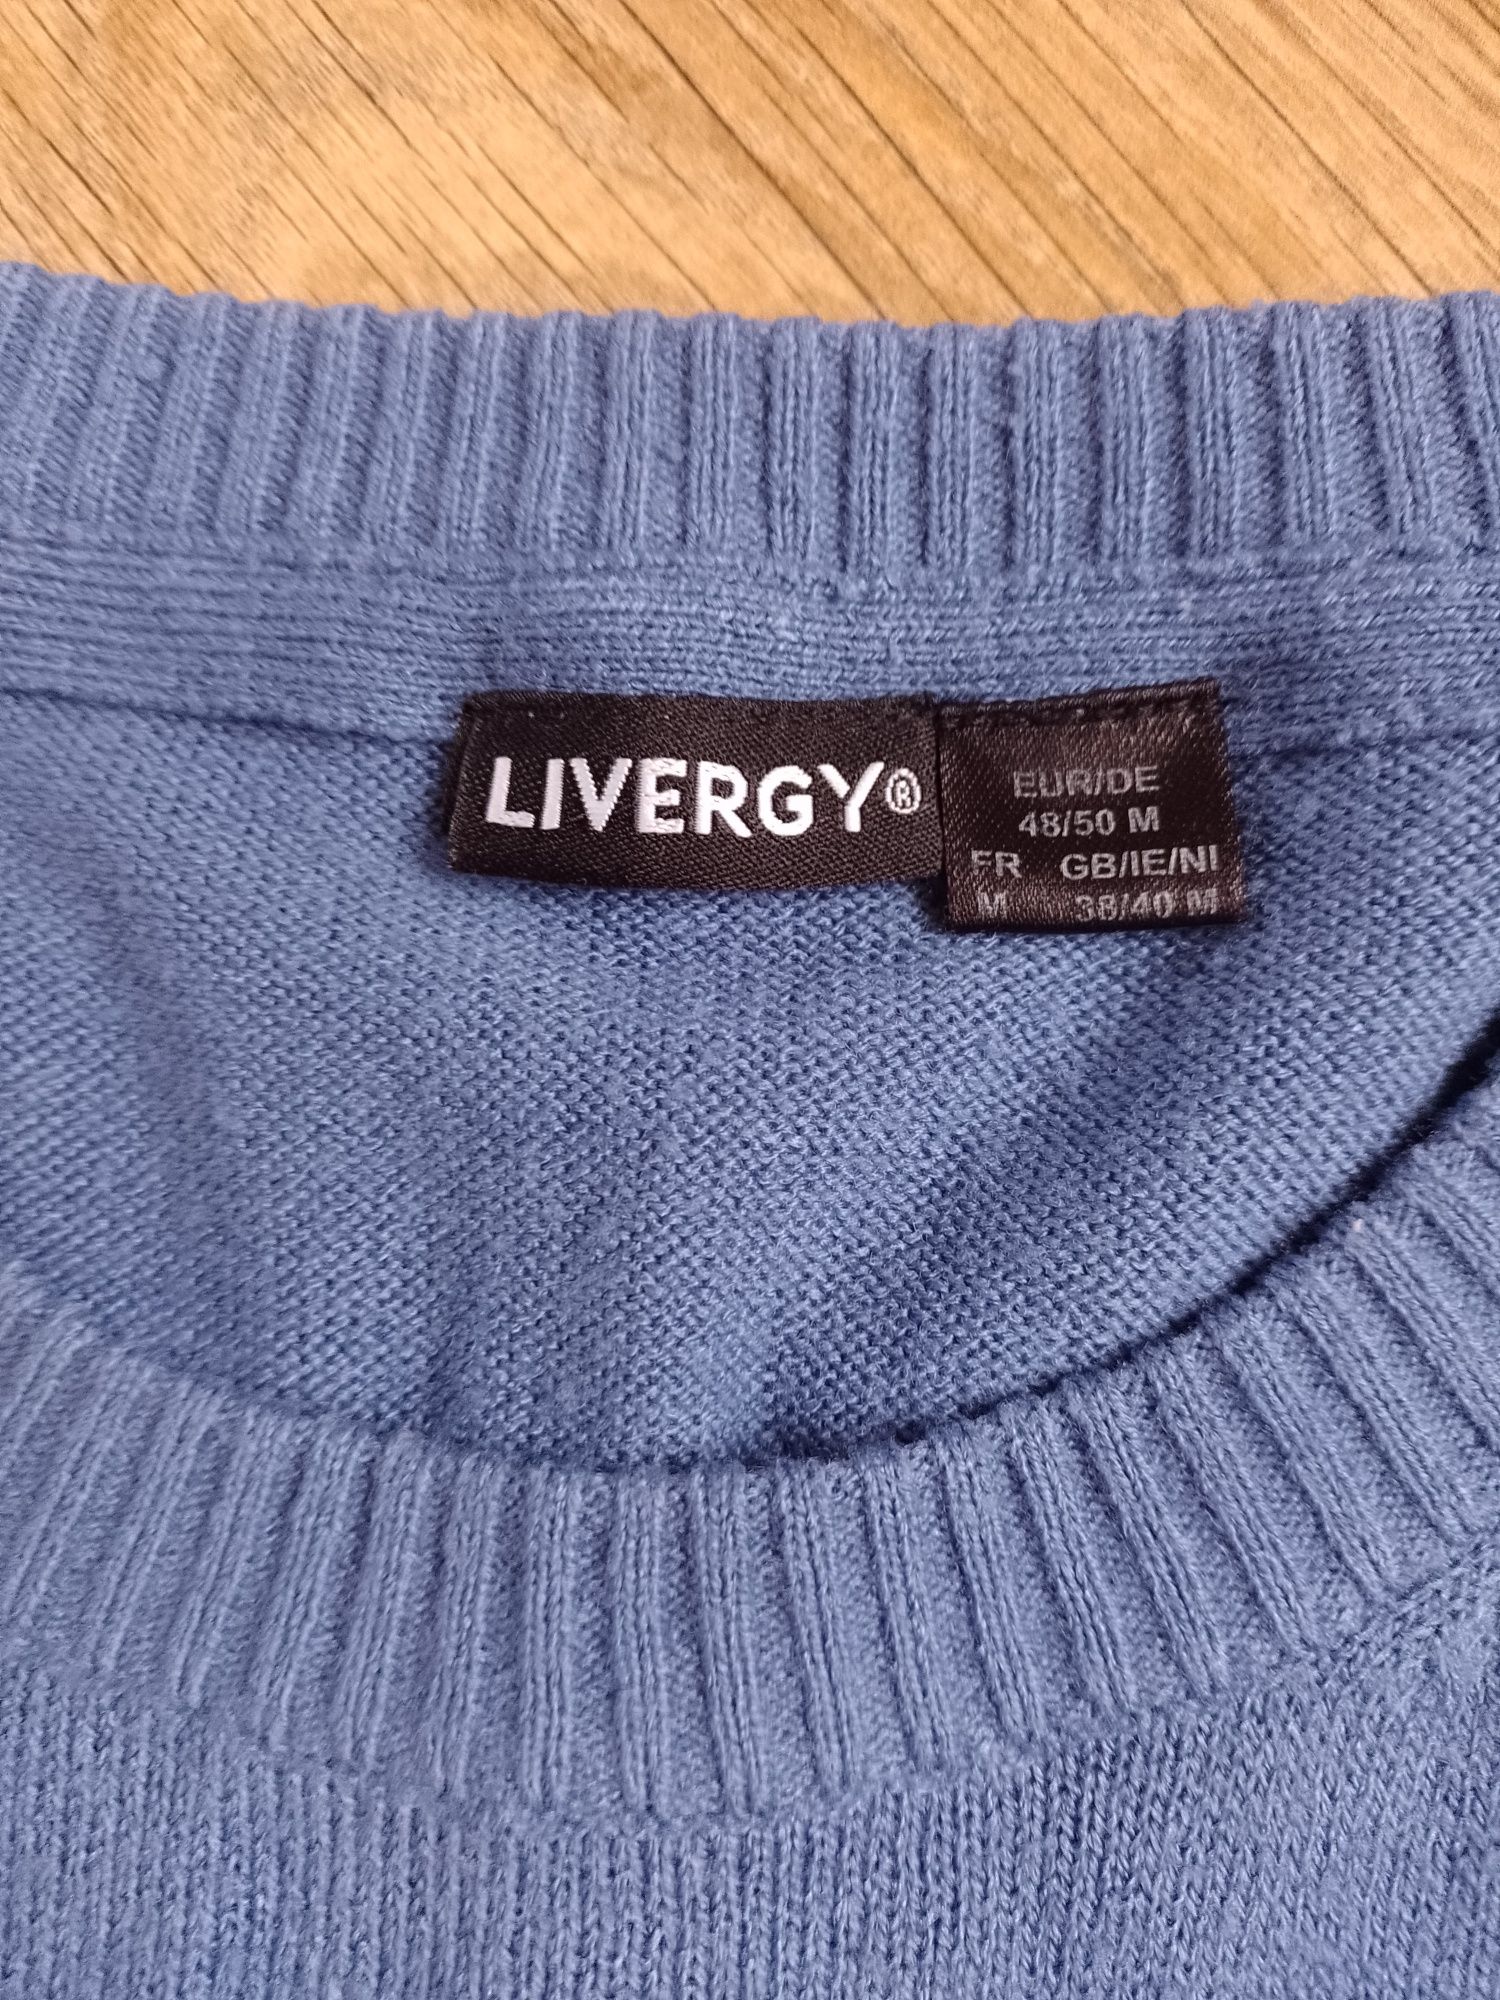 LIVERGY®
EUR/DE
48/50 M
FR GB/IE/NI
M 38/40 M